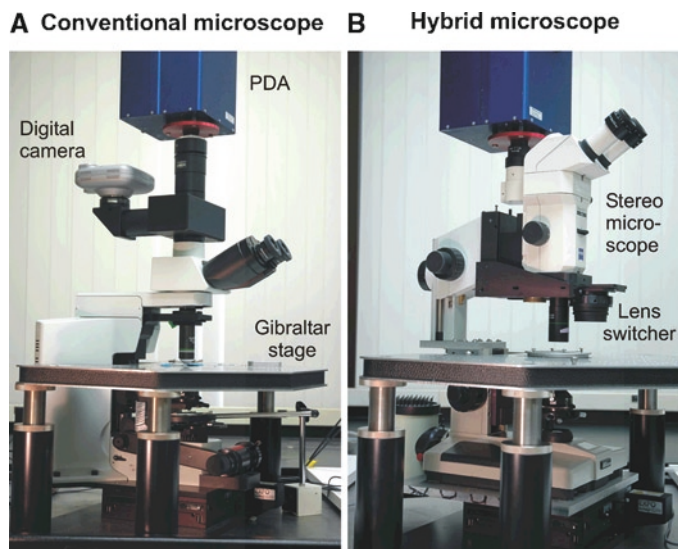 A Conventional microscope
B Hybrid microscope
PDA
Digital
camera
Gibraltar
stage
Stereo
micro-
scope
Lens
switcher